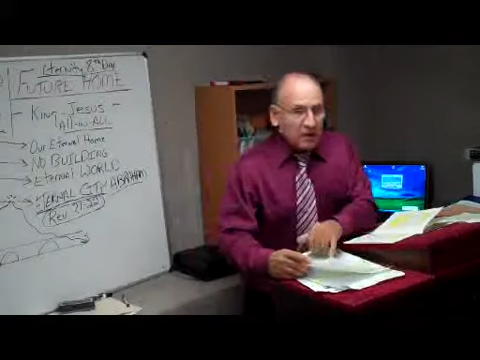 Eternity 8th Day
FUTURE HOME
KING JESUS
ALL-IN-ALL
Our Eternal Home
NO BUILDING
ETERNAL WORLD
ETERNAL CITY ABRAHAM
Rev 21-22